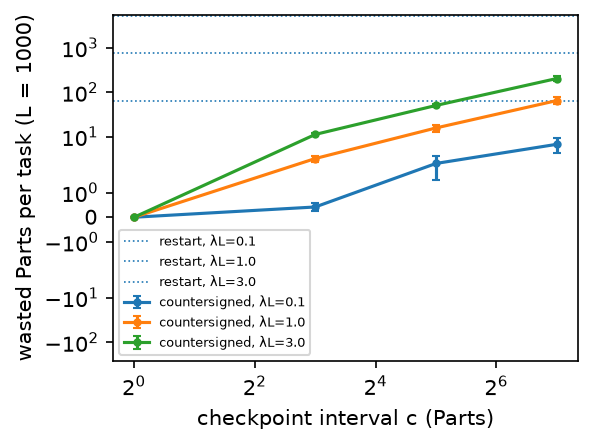 wasted Parts per task (L = 1000)
10³
10²
10¹
10⁰
0
−10⁰
−10¹
−10²
restart, λL=0.1
restart, λL=1.0
restart, λL=3.0
countersigned, λL=0.1
countersigned, λL=1.0
countersigned, λL=3.0
2⁰ 2² 2⁴ 2⁶
checkpoint interval c (Parts)